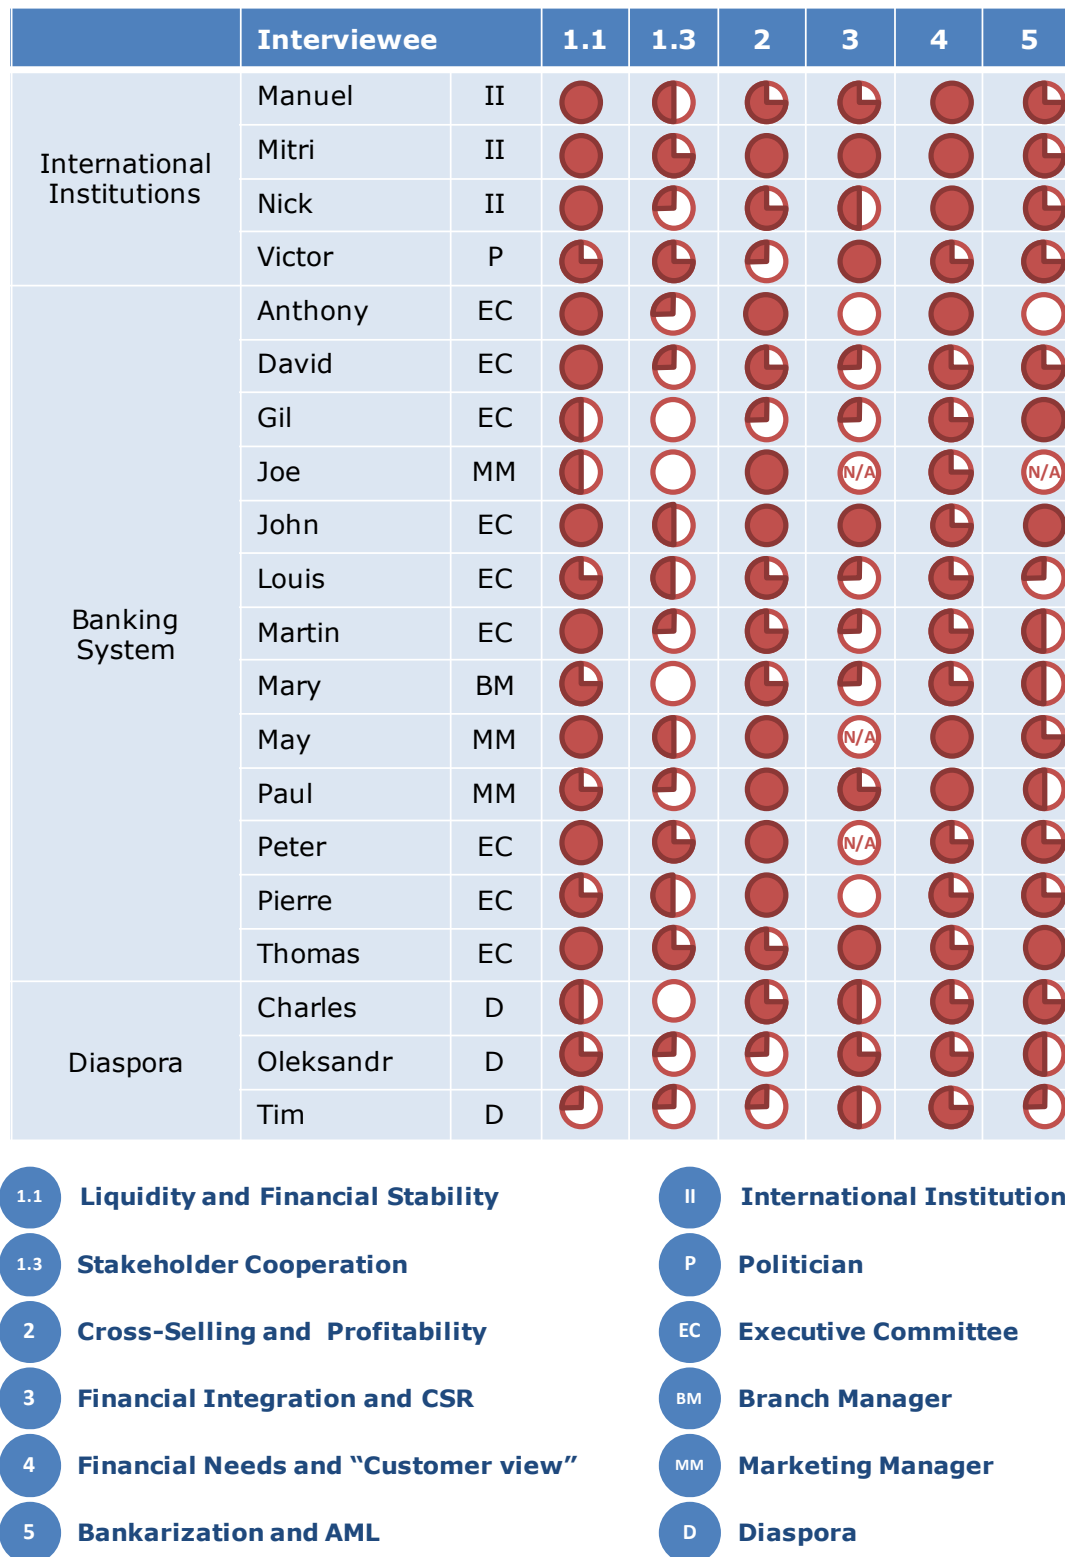 Interviewee 1.1 1.3 2 3 4 5
International Institutions
Manuel II
Mitri II
Nick II
Victor P
Banking System
Anthony EC
David EC
Gil EC
Joe MM N/A N/A
John EC
Louis EC
Martin EC
Mary BM
May MM N/A
Paul MM
Peter EC N/A
Pierre EC
Thomas EC
Diaspora
Charles D
Oleksandr D
Tim D
1.1 Liquidity and Financial Stability
II International Institution
1.3 Stakeholder Cooperation
P Politician
2 Cross-Selling and Profitability
EC Executive Committee
3 Financial Integration and CSR
BM Branch Manager
4 Financial Needs and “Customer view”
MM Marketing Manager
5 Bankarization and AML
D Diaspora